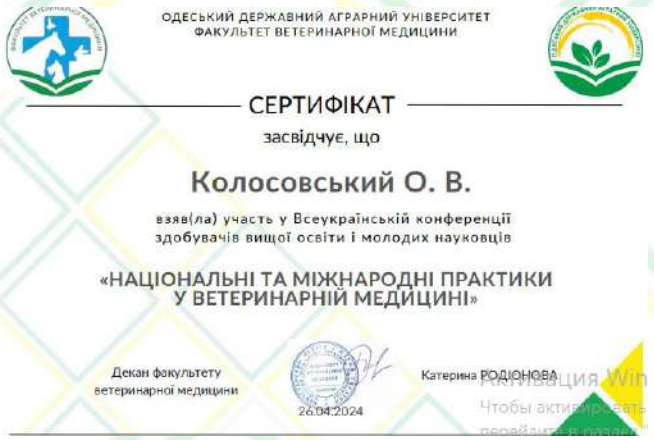 ОДЕСЬКИЙ ДЕРЖАВНИЙ АГРАРНИЙ УНІВЕРСИТЕТ
ФАКУЛЬТЕТ ВЕТЕРИНАРНОЇ МЕДИЦИНИ
СЕРТИФІКАТ
засвідчує, що
Колосовський О. В.
взяв(ла) участь у Всеукраїнській конференції
здобувачів вищої освіти і молодих науковців
«НАЦІОНАЛЬНІ ТА МІЖНАРОДНІ ПРАКТИКИ
У ВЕТЕРИНАРНІЙ МЕДИЦИНІ»
Декан факультету
ветеринарної медицини
Катерина РОДІОНОВА
26.04.2024
Активация Win
Чтобы активировать
перейдите в раздел